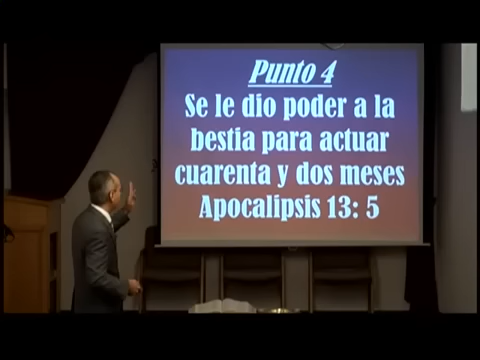 Punto 4
Se le dio poder a la
bestia para actuar
cuarenta y dos meses
Apocalipsis 13: 5